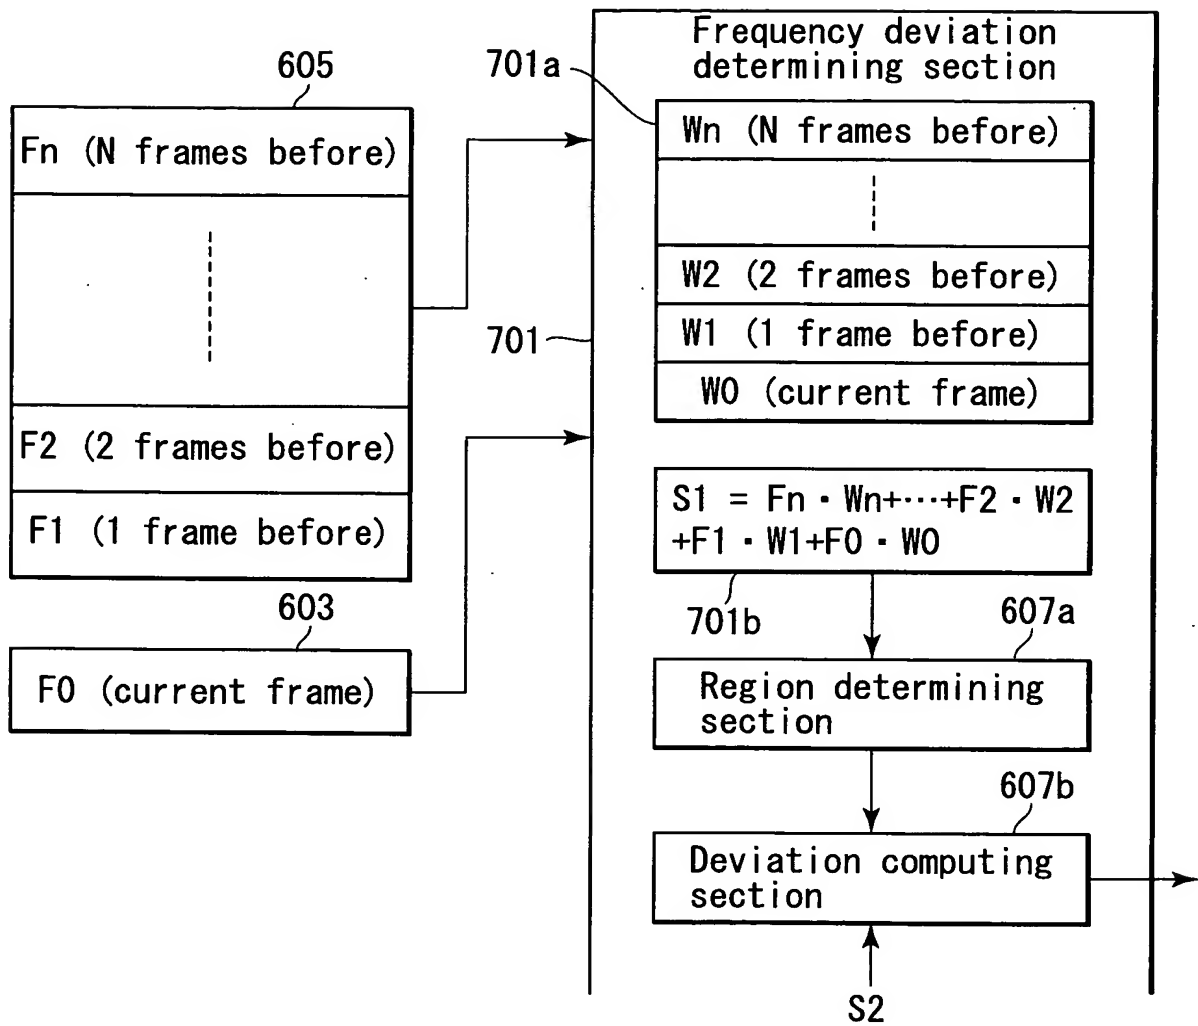 605
Fn (N frames before)
F2 (2 frames before)
F1 (1 frame before)
603
F0 (current frame)
Frequency deviation
determining section
701a
Wn (N frames before)
W2 (2 frames before)
W1 (1 frame before)
W0 (current frame)
701
S1 = Fn・Wn+…+F2・W2
+F1・W1+F0・W0
701b
607a
Region determining
section
607b
Deviation computing
section
S2